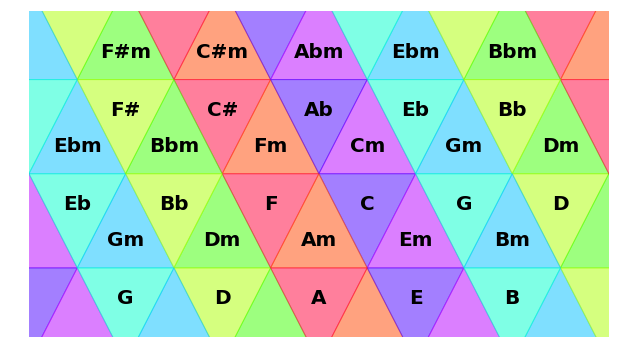 F#m C#m Abm Ebm Bbm
F# C# Ab Eb Bb
Ebm Bbm Fm Cm Gm Dm
Eb Bb F C G D
Gm Dm Am Em Bm
G D A E B